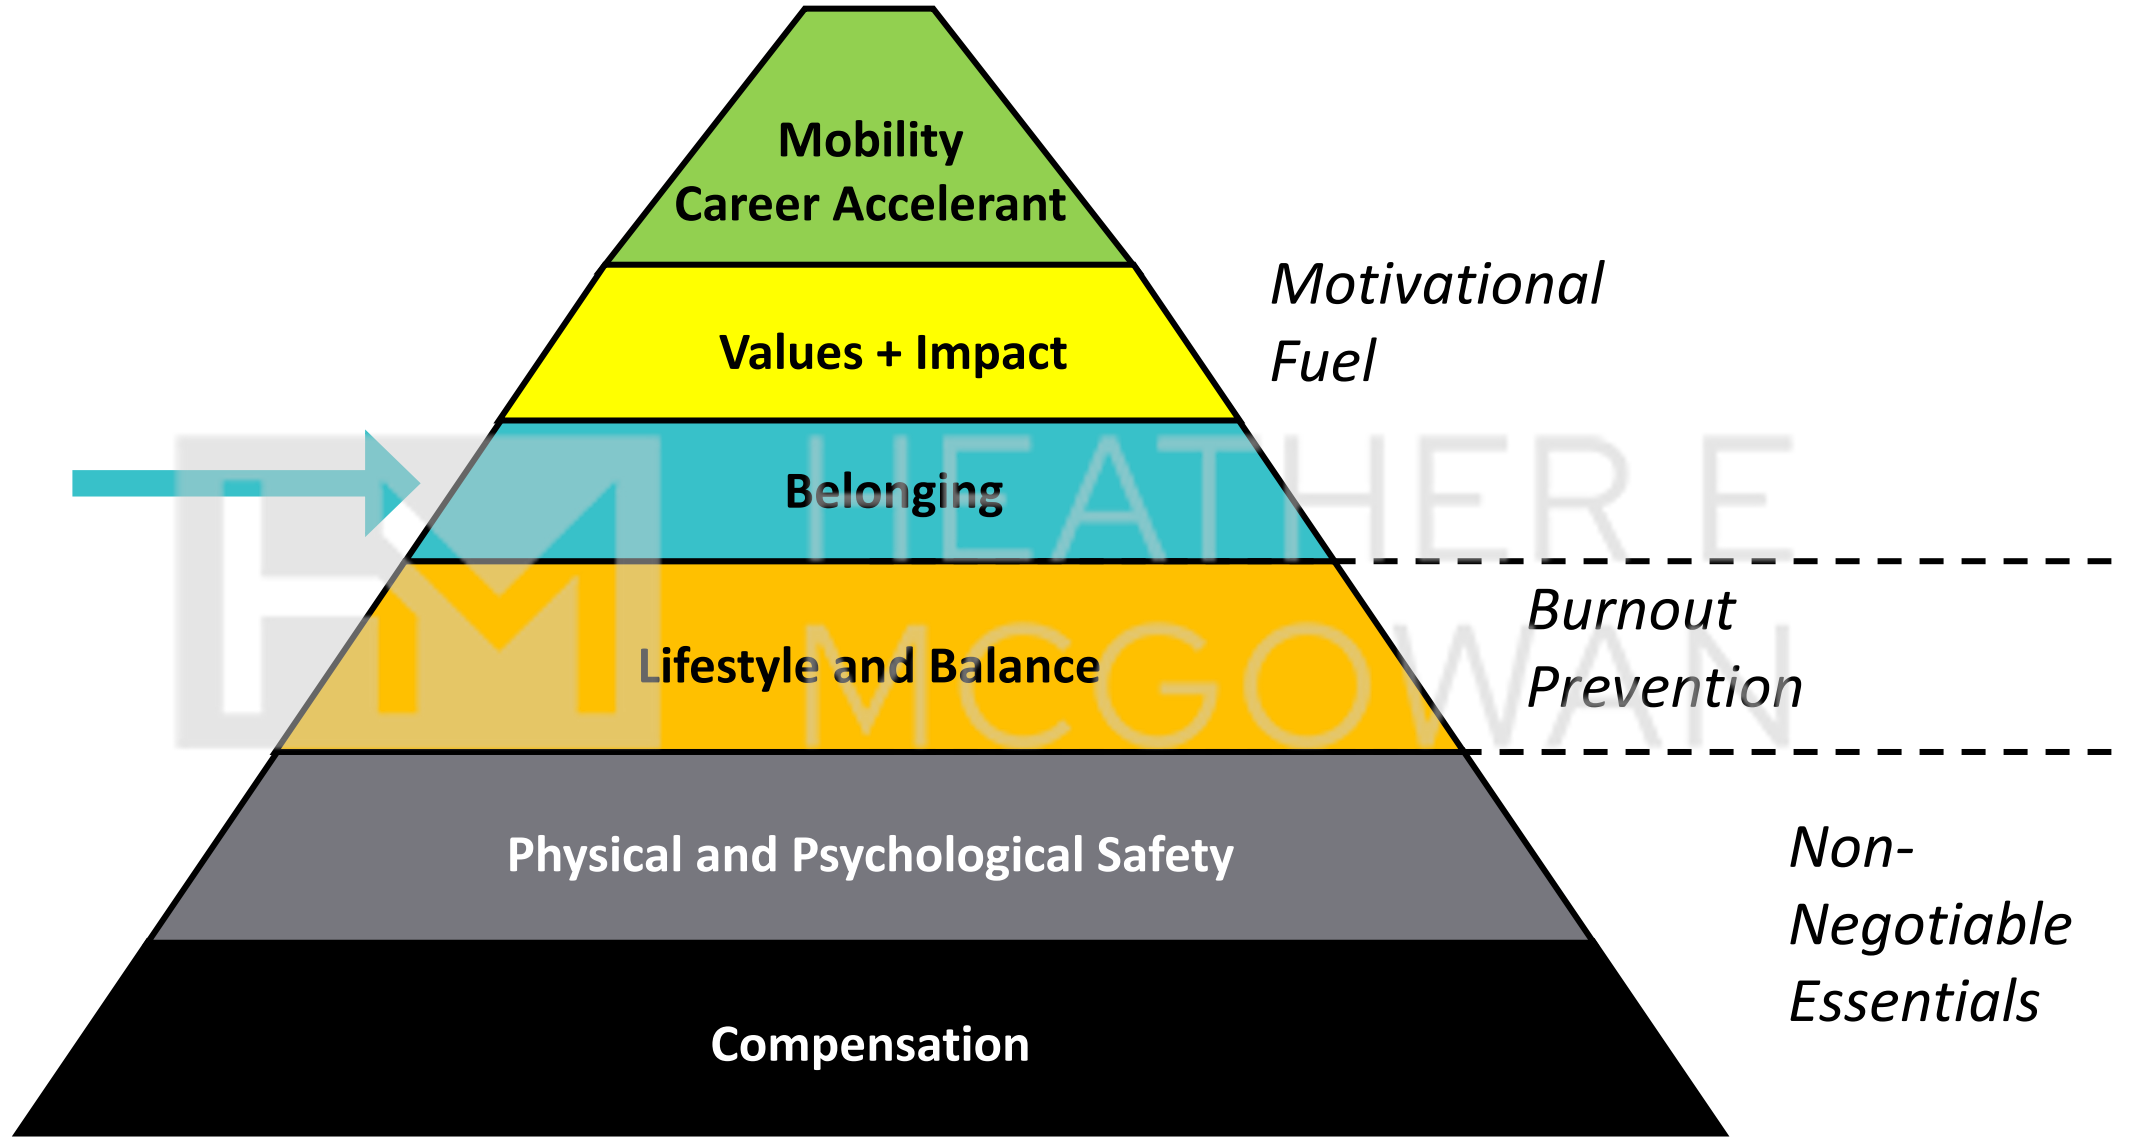 Mobility
Career Accelerant
Motivational
Fuel
Values + Impact
HEATHER E
Belonging
Burnout
Prevention
MCGOWAN
Lifestyle and Balance
Physical and Psychological Safety
Non-
Negotiable
Essentials
Compensation